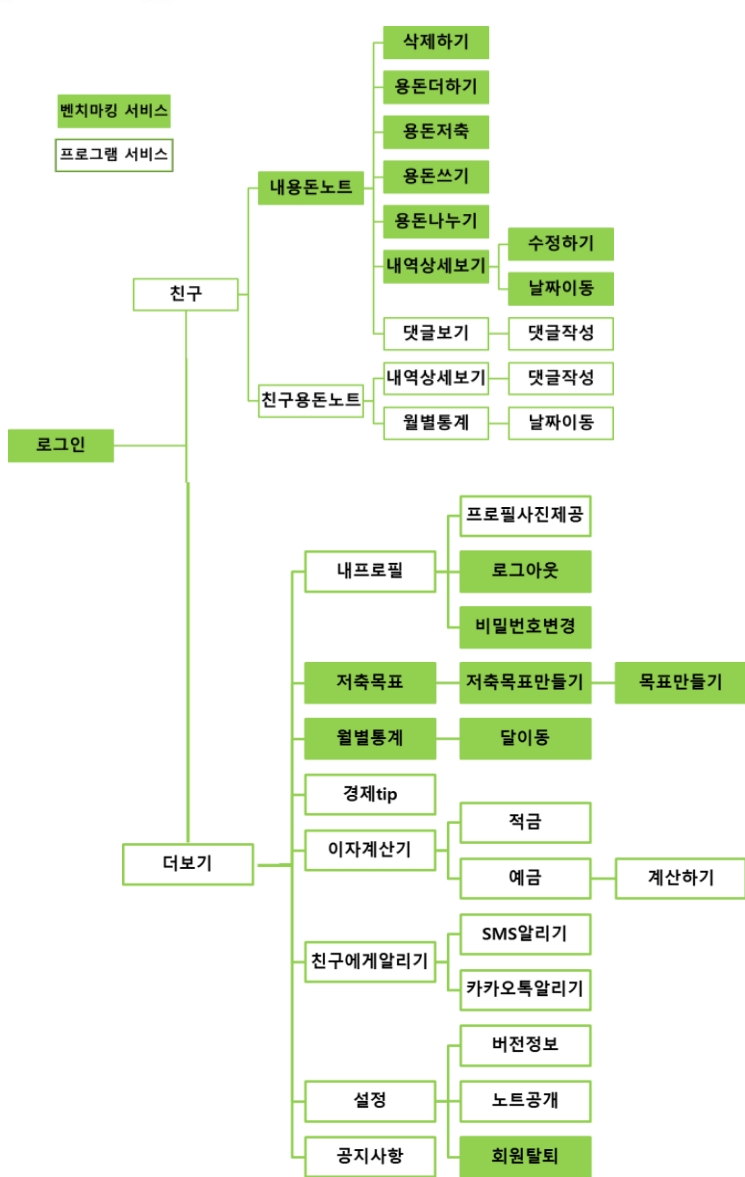 삭제하기
벤치마킹 서비스
용돈더하기
프로그램 서비스
용돈저축
내용돈노트
용돈쓰기
용돈나누기
내역상세보기
수정하기
날짜이동
친구
댓글보기
댓글작성
친구용돈노트
내역상세보기
댓글작성
월별통계
날짜이동
로그인
프로필사진제공
내프로필
로그아웃
비밀번호변경
저축목표
저축목표만들기
목표만들기
월별통계
달이동
경제tip
적금
이자계산기
더보기
예금
계산하기
SMS알리기
친구에게알리기
카카오톡알리기
버전정보
설정
노트공개
공지사항
회원탈퇴